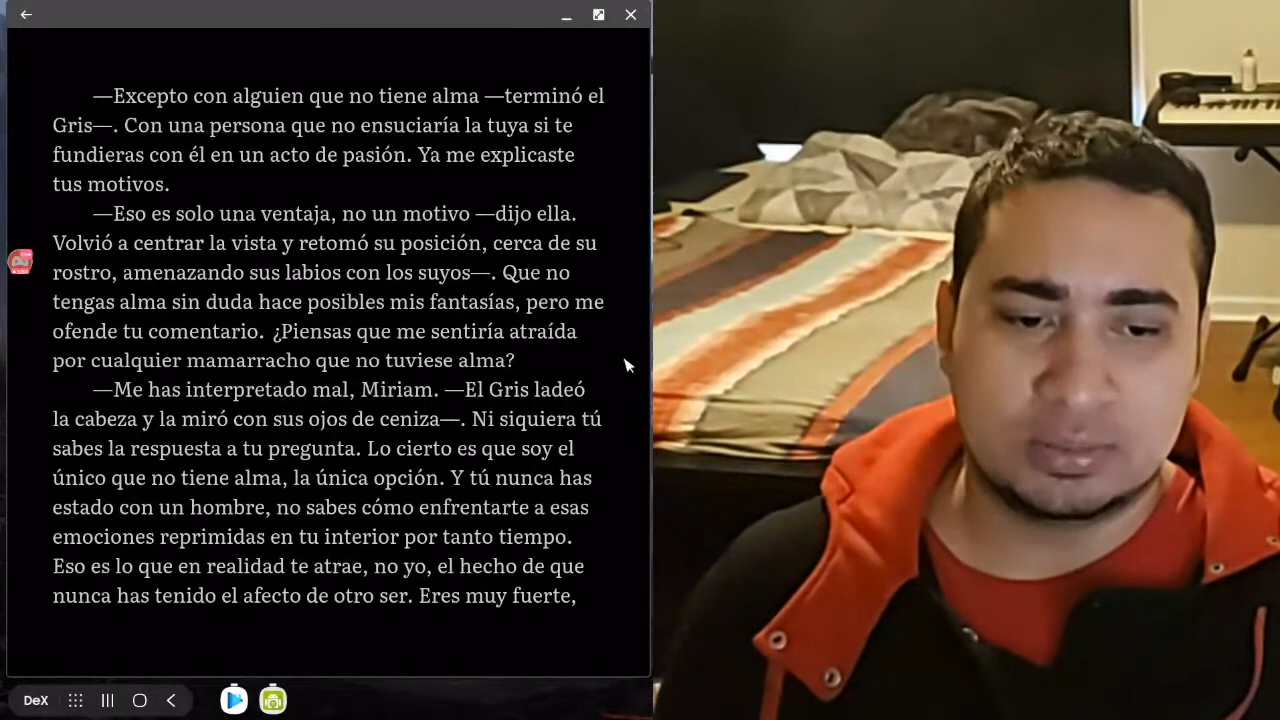 —Excepto con alguien que no tiene alma —terminó el
Gris—. Con una persona que no ensuciaría la tuya si te
fundieras con él en un acto de pasión. Ya me explicaste
tus motivos.
—Eso es solo una ventaja, no un motivo —dijo ella.
Volvió a centrar la vista y retomó su posición, cerca de su
rostro, amenazando sus labios con los suyos—. Que no
tengas alma sin duda hace posibles mis fantasías, pero me
ofende tu comentario. ¿Piensas que me sentiría atraída
por cualquier mamarracho que no tuviese alma?
—Me has interpretado mal, Miriam. —El Gris ladeó
la cabeza y la miró con sus ojos de ceniza—. Ni siquiera tú
sabes la respuesta a tu pregunta. Lo cierto es que soy el
único que no tiene alma, la única opción. Y tú nunca has
estado con un hombre, no sabes cómo enfrentarte a esas
emociones reprimidas en tu interior por tanto tiempo.
Eso es lo que en realidad te atrae, no yo, el hecho de que
nunca has tenido el afecto de otro ser. Eres muy fuerte,
DeX